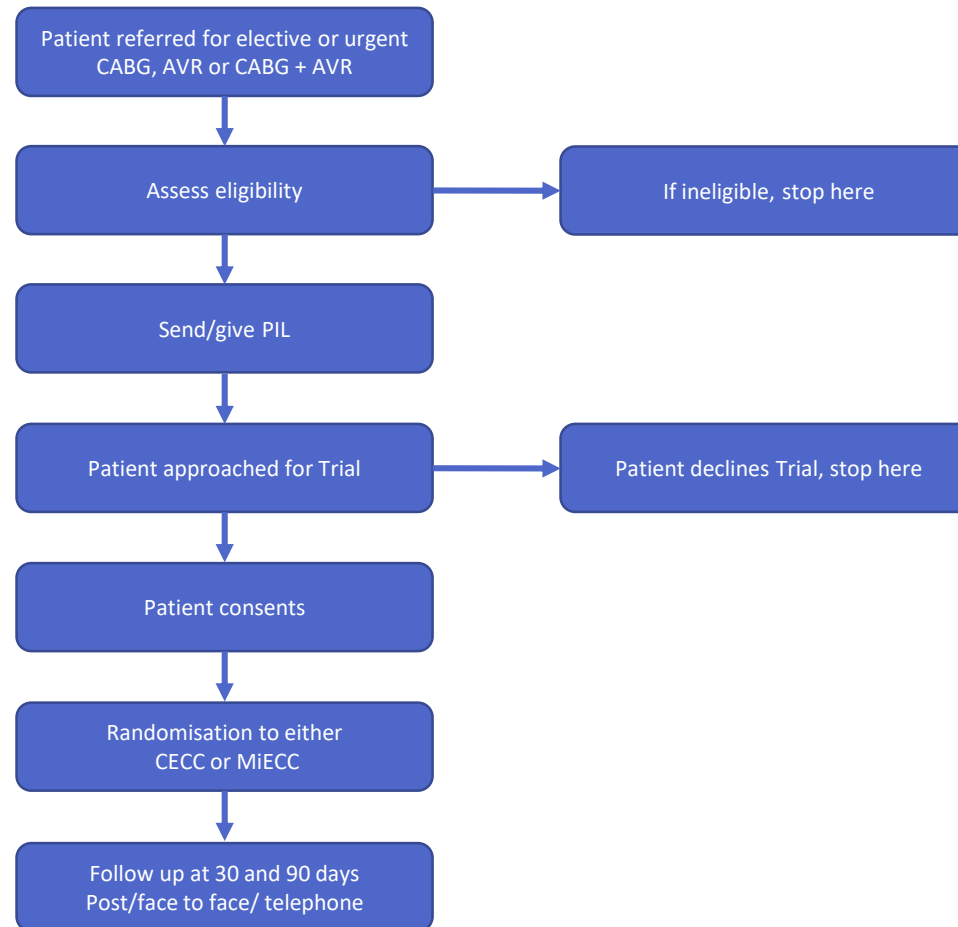 Patient referred for elective or urgent
CABG, AVR or CABG + AVR
Assess eligibility
If ineligible, stop here
Send/give PIL
Patient approached for Trial
Patient declines Trial, stop here
Patient consents
Randomisation to either
CECC or MiECC
Follow up at 30 and 90 days
Post/face to face/ telephone